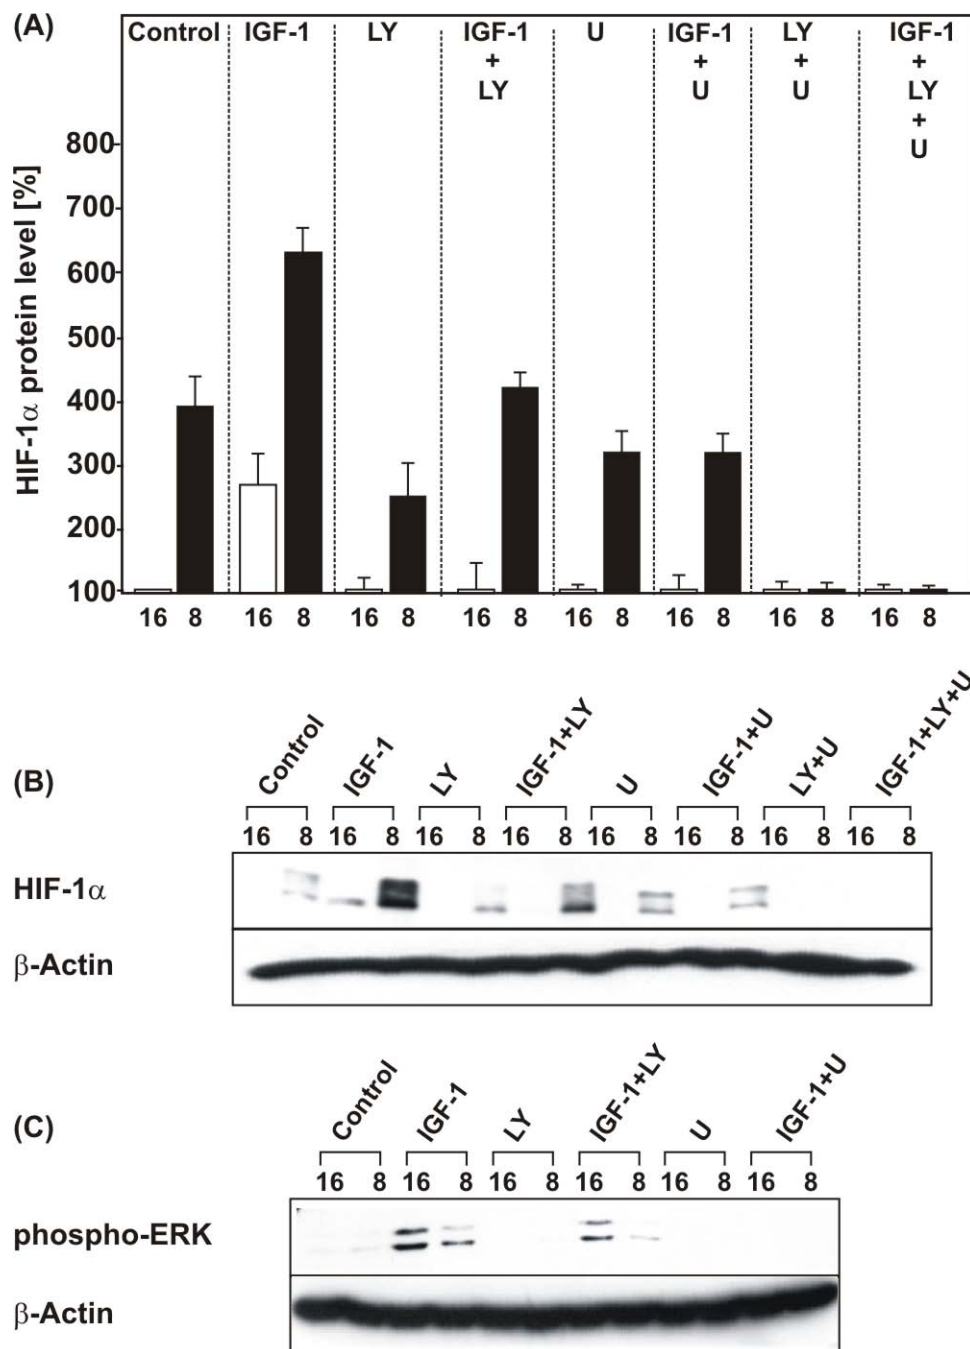 (A)
Control IGF-1 LY IGF-1 U IGF-1 LY IGF-1
+ + + +
LY U U LY
+
U
HIF-1α protein level [%]
800
700
600
500
400
300
200
100
16 8 16 8 16 8 16 8 16 8 16 8 16 8 16 8
(B)
Control IGF-1 LY IGF-1+LY U IGF-1+U LY+U IGF-1+LY+U
16 8 16 8 16 8 16 8 16 8 16 8 16 8 16 8
HIF-1α
β-Actin
(C)
Control IGF-1 LY IGF-1+LY U IGF-1+U
16 8 16 8 16 8 16 8 16 8 16 8
phospho-ERK
β-Actin